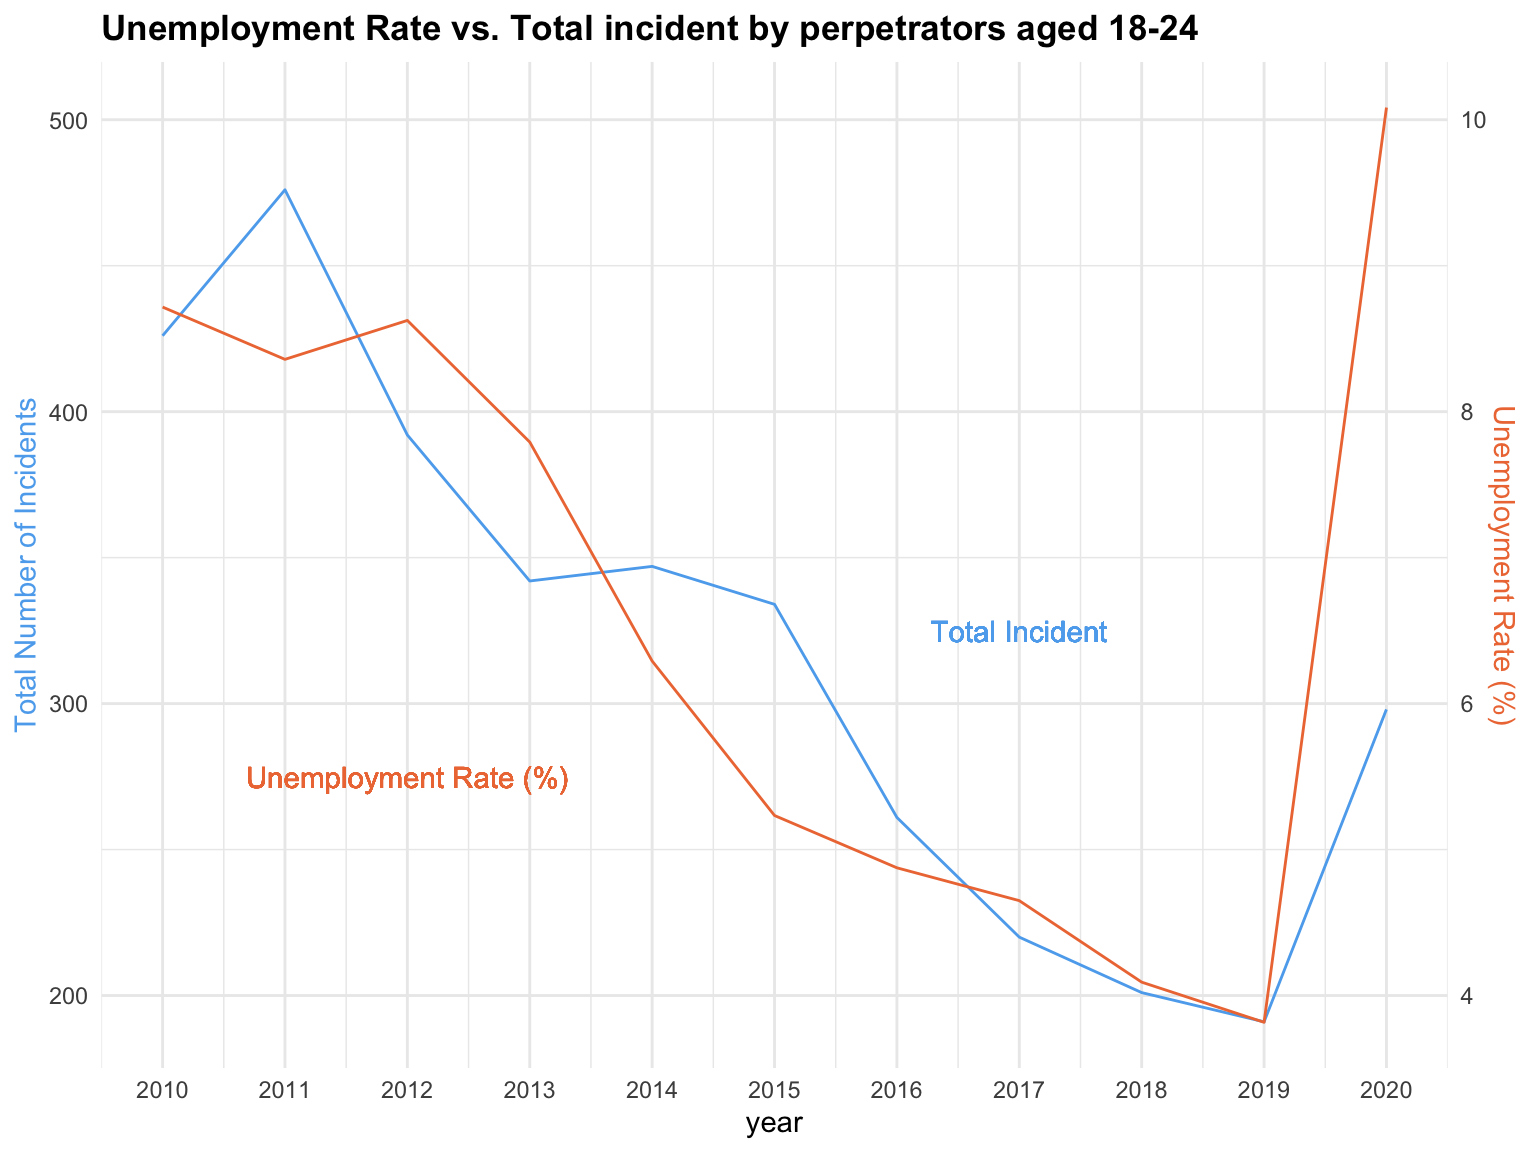 Unemployment Rate vs. Total incident by perpetrators aged 18-24
500
400
300
200
Total Number of Incidents
10
8
6
4
Unemployment Rate (%)
Total Incident
Unemployment Rate (%)
2010 2011 2012 2013 2014 2015 2016 2017 2018 2019 2020
year